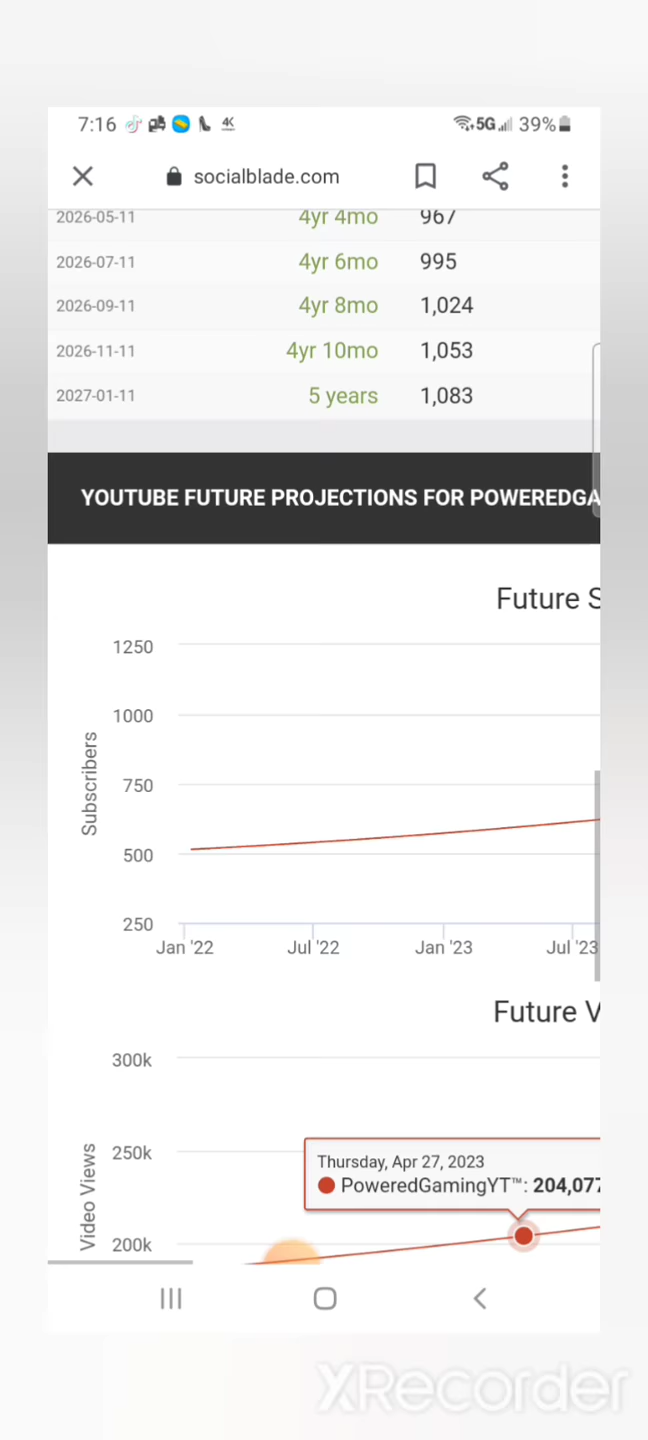 7:16 4K 5G 39%
socialblade.com
2026-05-11 4yr 4mo 967
2026-07-11 4yr 6mo 995
2026-09-11 4yr 8mo 1,024
2026-11-11 4yr 10mo 1,053
2027-01-11 5 years 1,083
YOUTUBE FUTURE PROJECTIONS FOR POWEREDGA
Future S
1250
1000
750
500
250
Subscribers
Jan '22 Jul '22 Jan '23 Jul '23
Future V
300k
250k
200k
Video Views
Thursday, Apr 27, 2023
PoweredGamingYT™: 204,077
XRecorder